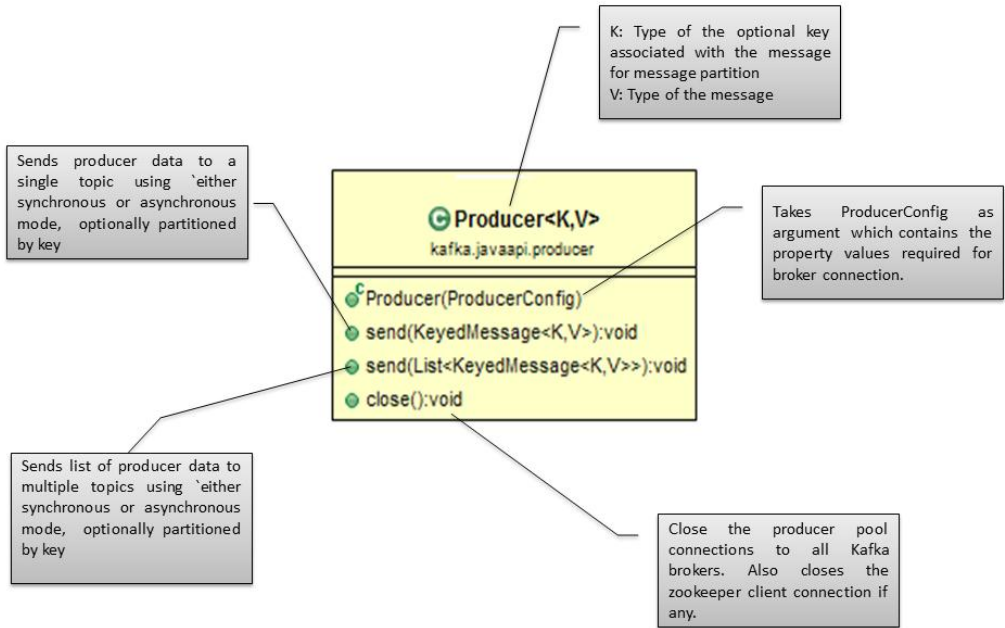 K: Type of the optional key
associated with the message
for message partition
V: Type of the message
Sends producer data to a
single topic using `either
synchronous or asynchronous
mode, optionally partitioned
by key
C Producer<K,V>
kafka.javaapi.producer
Takes ProducerConfig as
argument which contains the
property values required for
broker connection.
C Producer(ProducerConfig)
send(KeyedMessage<K,V>):void
send(List<KeyedMessage<K,V>>):void
close():void
Sends list of producer data to
multiple topics using `either
synchronous or asynchronous
mode, optionally partitioned
by key
Close the producer pool
connections to all Kafka
brokers. Also closes the
zookeeper client connection if
any.